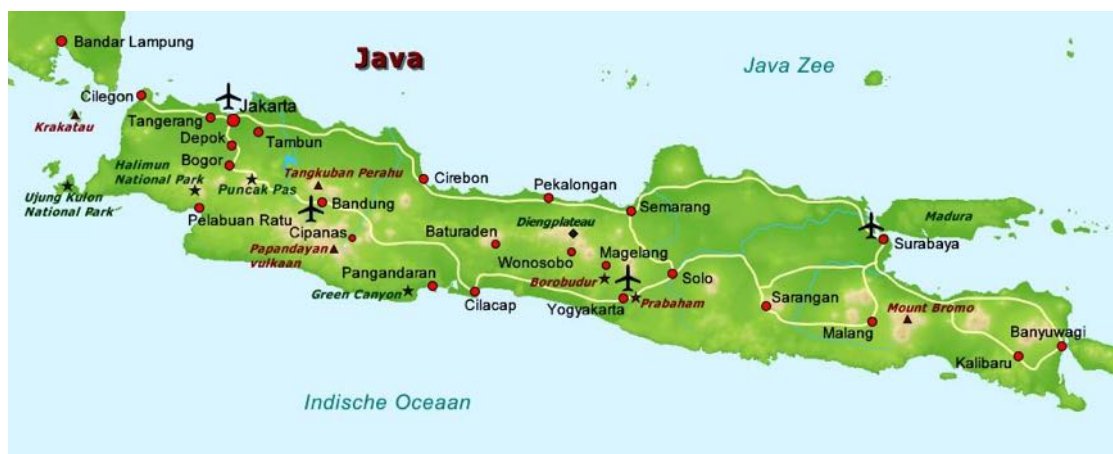 Bandar Lampung
Java
Java Zee
Cilegon
Jakarta
Krakatau
Tangerang
Tambun
Depok
Halimun
National Park
Bogor
Tangkuban Perahu
Cirebon
Puncak Pas
Pekalongan
Ujung Kulon
National Park
Bandung
Semarang
Madura
Pelabuan Ratu
Diengplateau
Cipanas
Baturaden
Surabaya
Papandayan
vulkaan
Wonosobo
Magelang
Pangandaran
Borobudur
Solo
Green Canyon
Cilacap
Yogyakarta
Prabaham
Sarangan
Mount Bromo
Malang
Banyuwagi
Kalibaru
Indische Oceaan